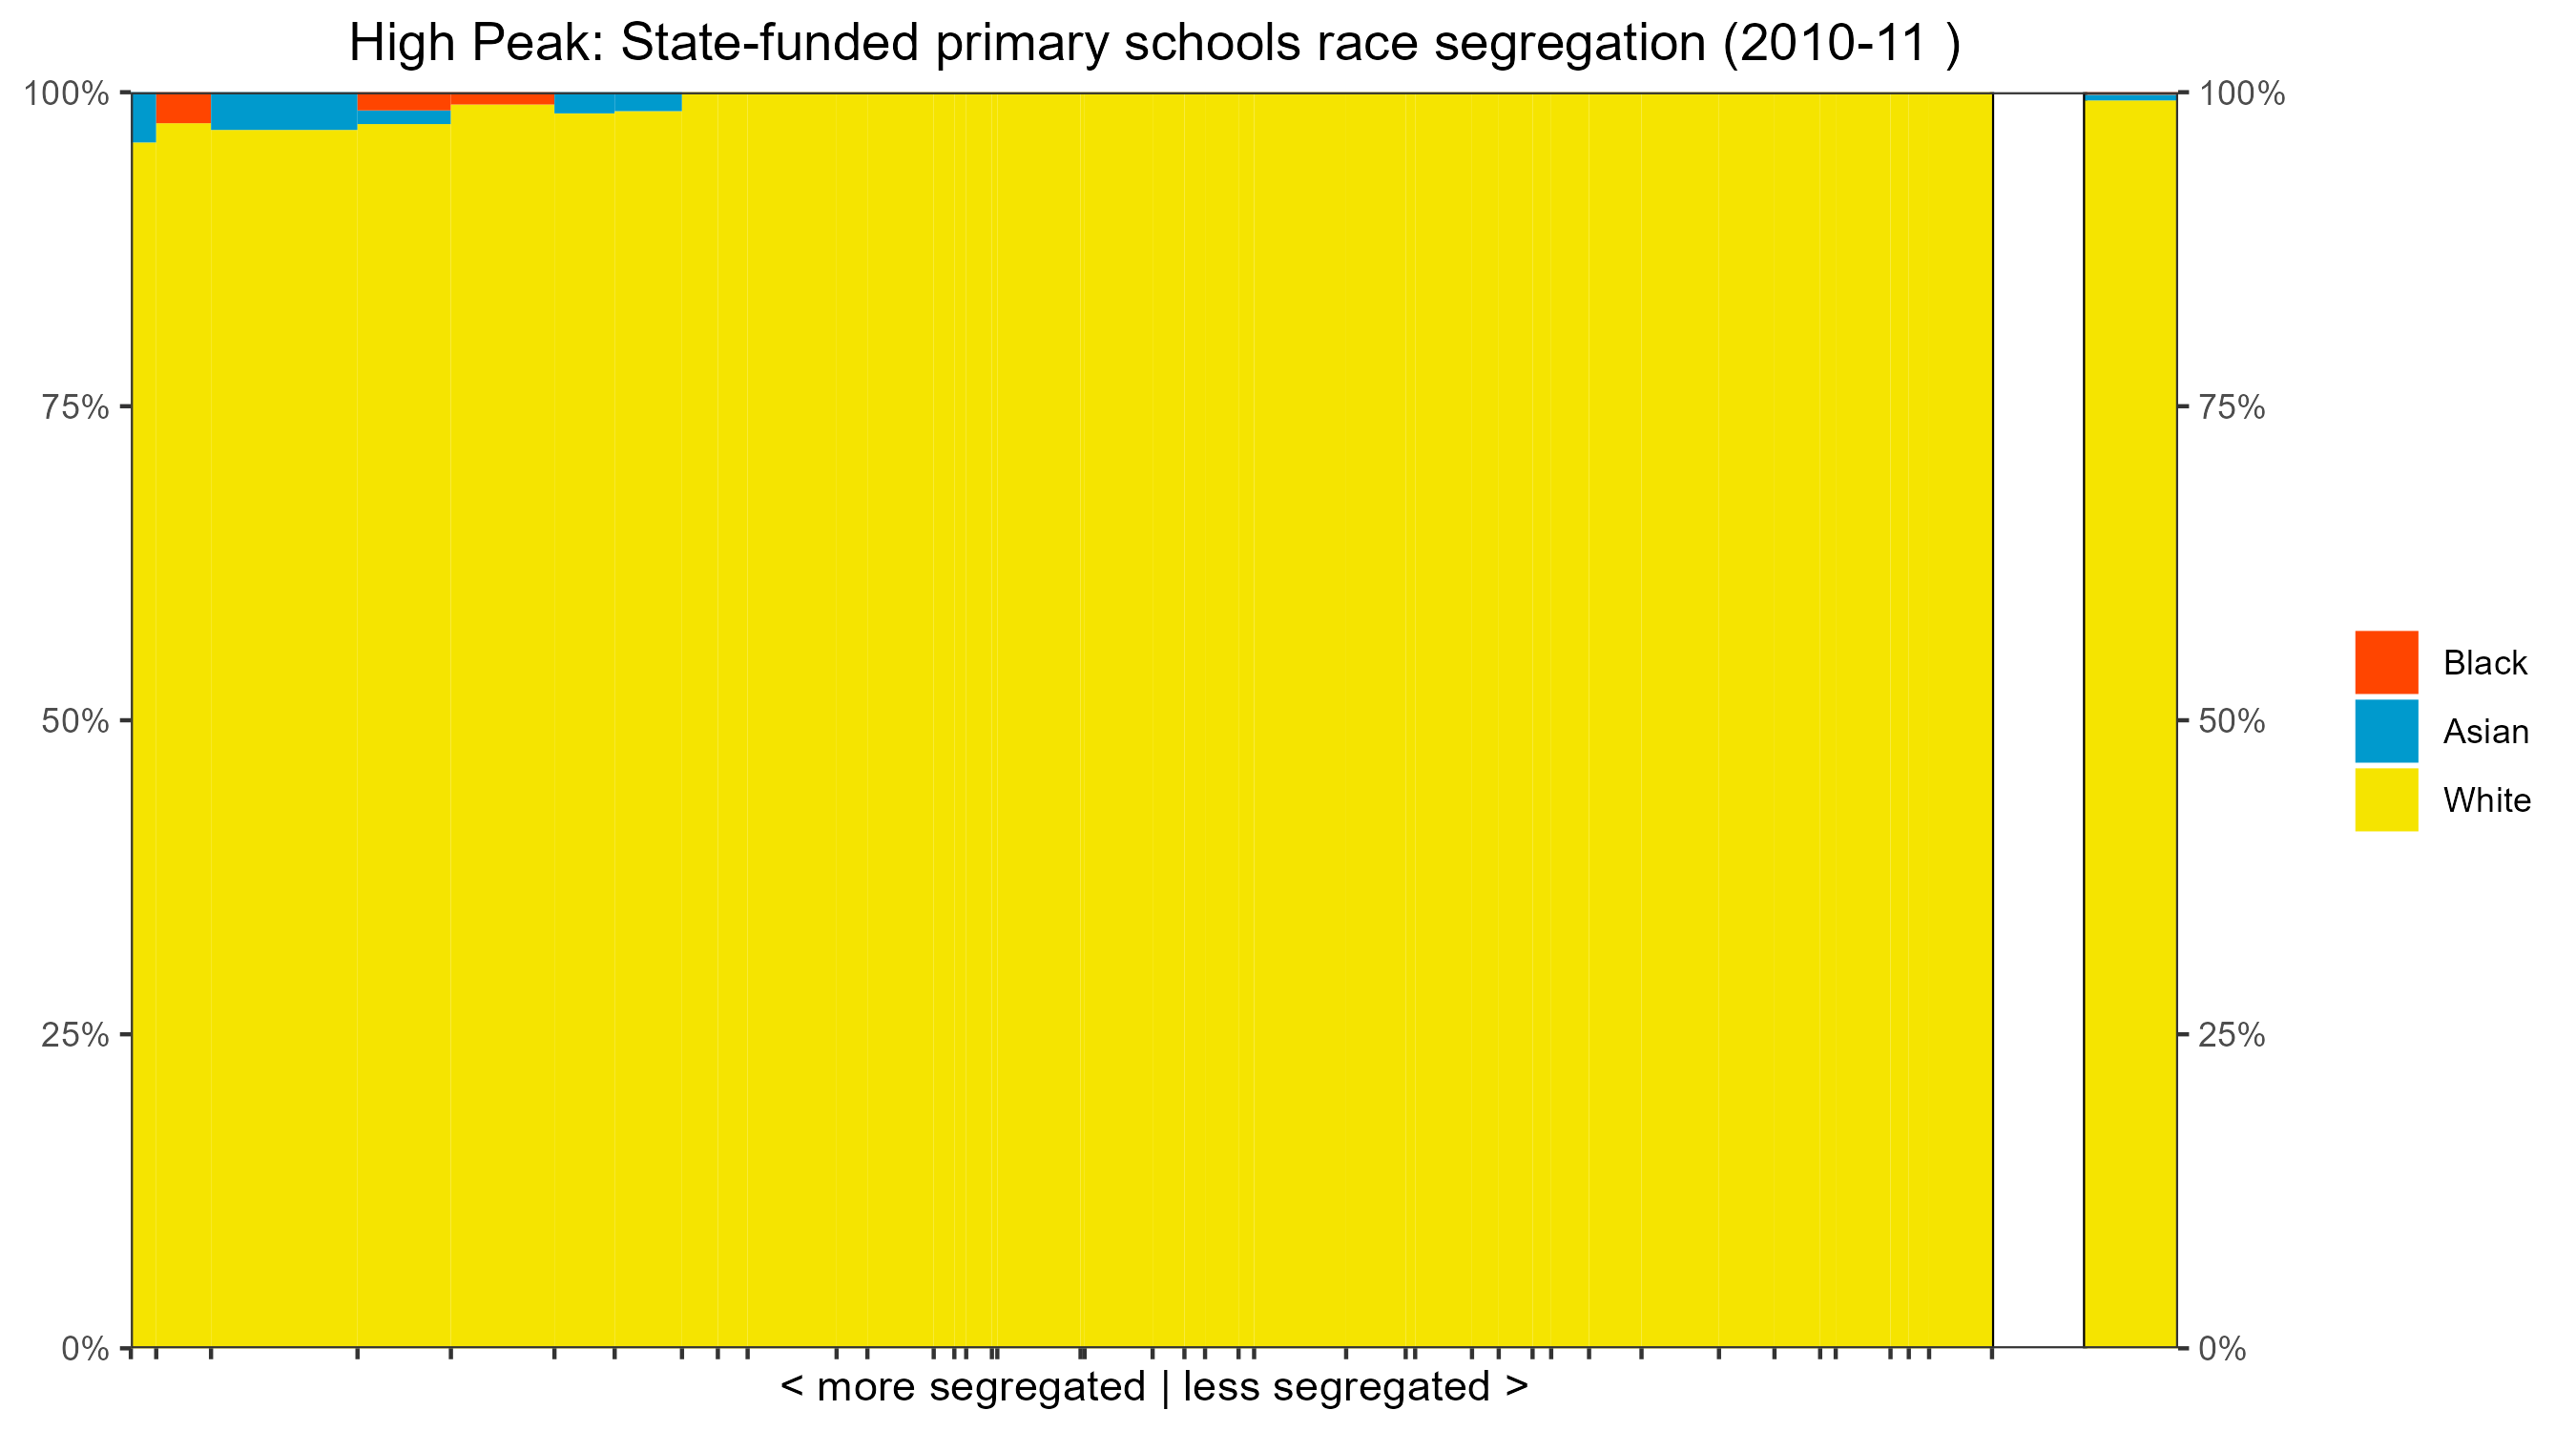 High Peak: State-funded primary schools race segregation (2010-11 )
100%
75%
50%
25%
0%
100%
75%
50%
25%
0%
Black
Asian
White
< more segregated | less segregated >